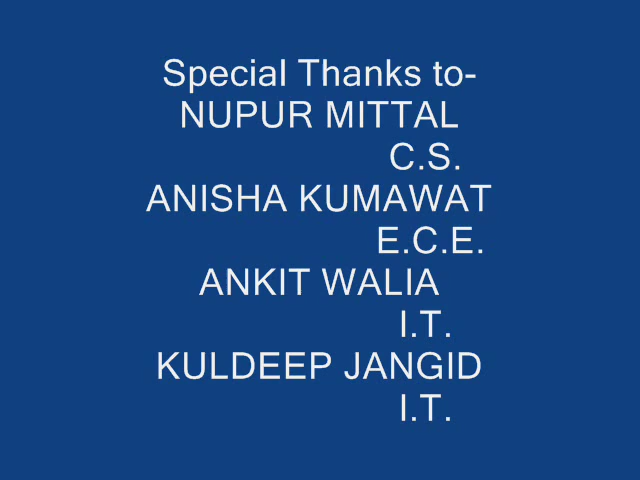 Special Thanks to-
NUPUR MITTAL
C.S.
ANISHA KUMAWAT
E.C.E.
ANKIT WALIA
I.T.
KULDEEP JANGID
I.T.